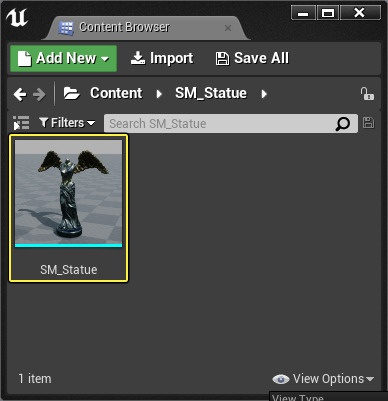 Content Browser
Add New Import Save All
Content SM_Statue
Filters Search SM_Statue
SM_Statue
1 item View Options
View Type